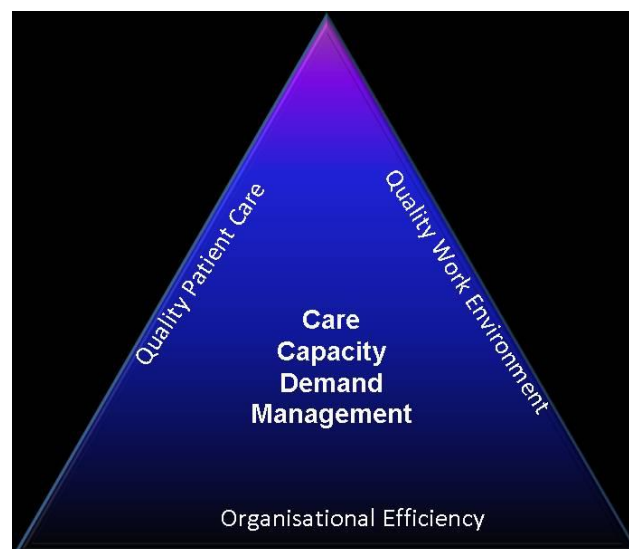 Quality Patient Care
Quality Work Environment
Care
Capacity
Demand
Management
Organisational Efficiency